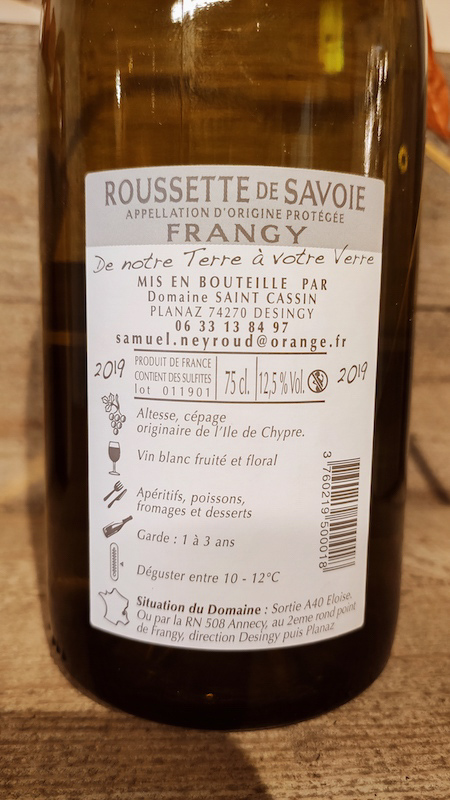 ROUSSETTE DE SAVOIE
APPELLATION D'ORIGINE PROTÉGÉE
FRANGY
De notre Terre à votre Verre
MIS EN BOUTEILLE PAR
Domaine SAINT CASSIN
PLANAZ 74270 DESINGY
06 33 13 84 97
samuel.neyroud@orange.fr
2019
PRODUIT DE FRANCE
CONTIENT DES SULFITES
lot 011901
75 cl.
12,5 % Vol.
2019
Altesse, cépage
originaire de l'Ile de Chypre.
Vin blanc fruité et floral
Apéritifs, poissons,
fromages et desserts
Garde : 1 à 3 ans
Déguster entre 10 - 12°C
3 760219 500018
Situation du Domaine : Sortie A40 Eloise.
Ou par la RN 508 Annecy, au 2eme rond point
de Frangy, direction Desingy puis Planaz